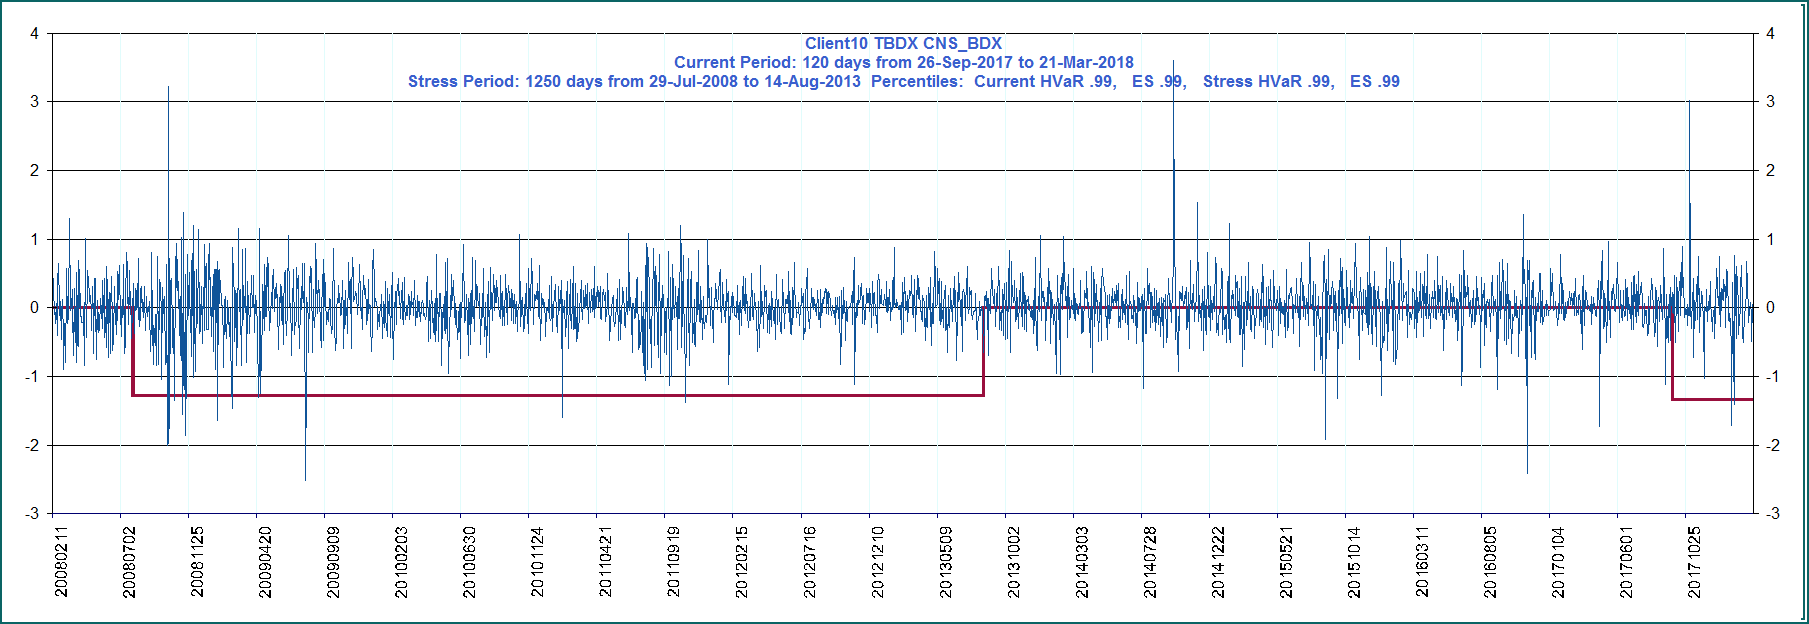 Client10 TBDX CNS_BDX
Current Period: 120 days from 26-Sep-2017 to 21-Mar-2018
Stress Period: 1250 days from 29-Jul-2008 to 14-Aug-2013  Percentiles:  Current HVaR .99,   ES .99,   Stress HVaR .99,   ES .99
4 4
3 3
2 2
1 1
0 0
-1 -1
-2 -2
-3 -3
20080211 20080702 20081125 20090420 20090909 20100203 20100630 20101124 20110421 20110919 20120215 20120716 20121210 20130509 20131002 20140303 20140728 20141222 20150521 20151014 20160311 20160805 20170104 20170601 20171025